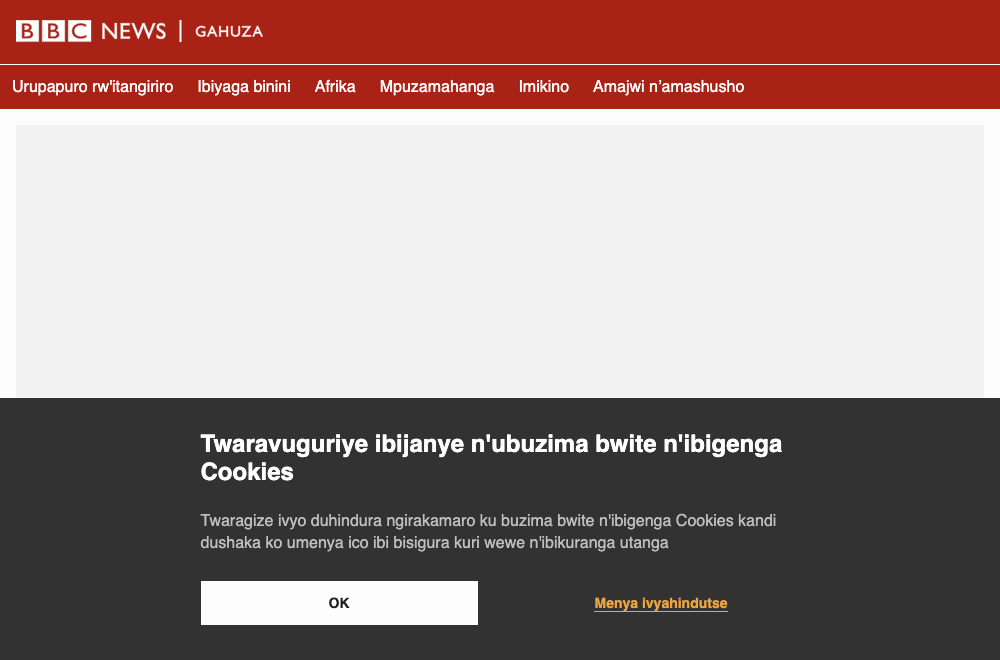 BBC NEWS | GAHUZA
Urupapuro rw'itangiriro Ibiyaga binini Afrika Mpuzamahanga Imikino Amajwi n’amashusho
Twaravuguriye ibijanye n'ubuzima bwite n'ibigenga
Cookies
Twaragize ivyo duhindura ngirakamaro ku buzima bwite n'ibigenga Cookies kandi
dushaka ko umenya ico ibi bisigura kuri wewe n'ibikuranga utanga
OK Menya ivyahindutse